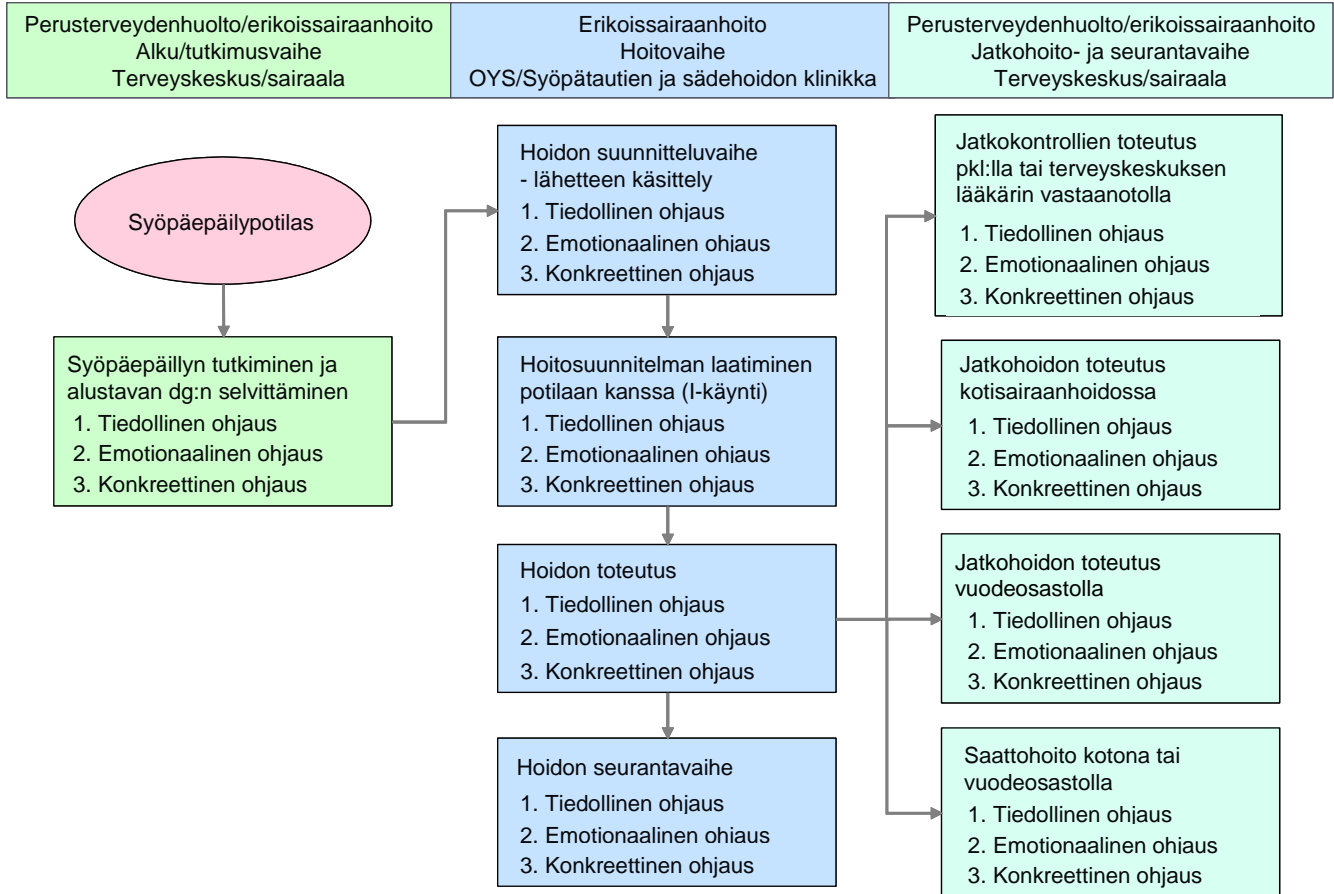 Perusterveydenhuolto/erikoissairaanhoito
Alku/tutkimusvaihe
Terveyskeskus/sairaala
Erikoissairaanhoito
Hoitovaihe
OYS/Syöpätautien ja sädehoidon klinikka
Perusterveydenhuolto/erikoissairaanhoito
Jatkohoito- ja seurantavaihe
Terveyskeskus/sairaala
Syöpäepäilypotilas
Syöpäepäillyn tutkiminen ja
alustavan dg:n selvittäminen
1. Tiedollinen ohjaus
2. Emotionaalinen ohjaus
3. Konkreettinen ohjaus
Hoidon suunnitteluvaihe
- lähetteen käsittely
1. Tiedollinen ohjaus
2. Emotionaalinen ohjaus
3. Konkreettinen ohjaus
Hoitosuunnitelman laatiminen
potilaan kanssa (I-käynti)
1. Tiedollinen ohjaus
2. Emotionaalinen ohjaus
3. Konkreettinen ohjaus
Hoidon toteutus
1. Tiedollinen ohjaus
2. Emotionaalinen ohjaus
3. Konkreettinen ohjaus
Hoidon seurantavaihe
1. Tiedollinen ohjaus
2. Emotionaalinen ohjaus
3. Konkreettinen ohjaus
Jatkokontrollien toteutus
pkl:lla tai terveyskeskuksen
lääkärin vastaanotolla
1. Tiedollinen ohjaus
2. Emotionaalinen ohjaus
3. Konkreettinen ohjaus
Jatkohoidon toteutus
kotisairaanhoidossa
1. Tiedollinen ohjaus
2. Emotionaalinen ohjaus
3. Konkreettinen ohjaus
Jatkohoidon toteutus
vuodeosastolla
1. Tiedollinen ohjaus
2. Emotionaalinen ohjaus
3. Konkreettinen ohjaus
Saattohoito kotona tai
vuodeosastolla
1. Tiedollinen ohjaus
2. Emotionaalinen ohjaus
3. Konkreettinen ohjaus